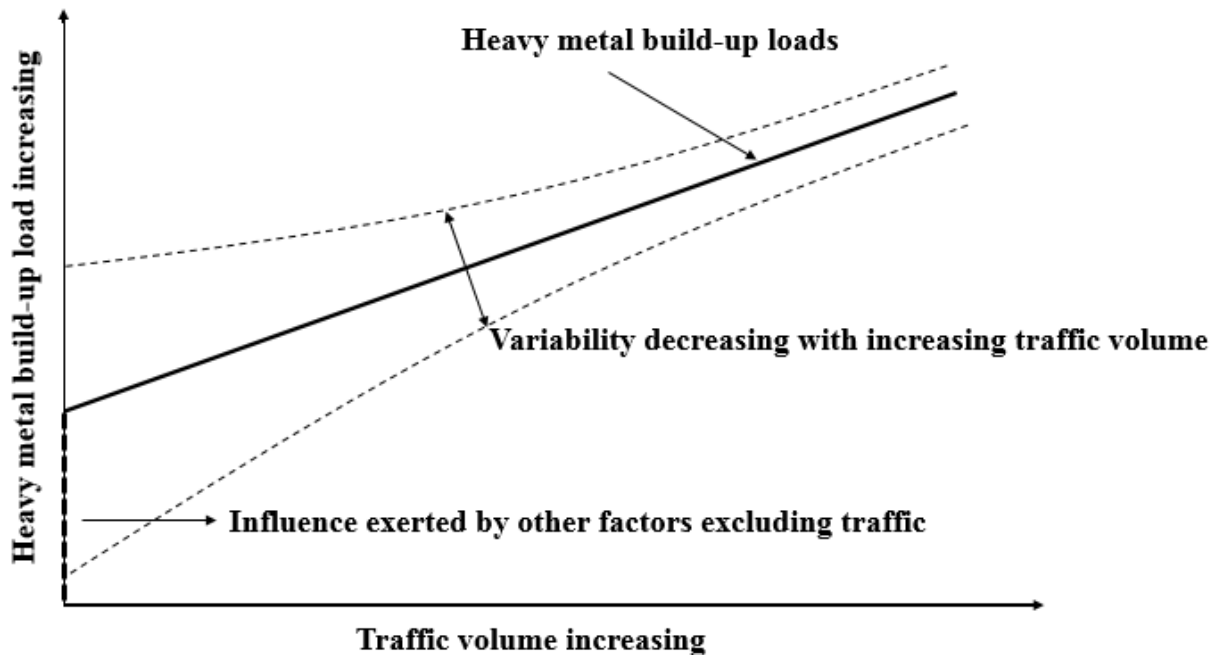 Heavy metal build-up loads
Heavy metal build-up load increasing
Variability decreasing with increasing traffic volume
Influence exerted by other factors excluding traffic
Traffic volume increasing